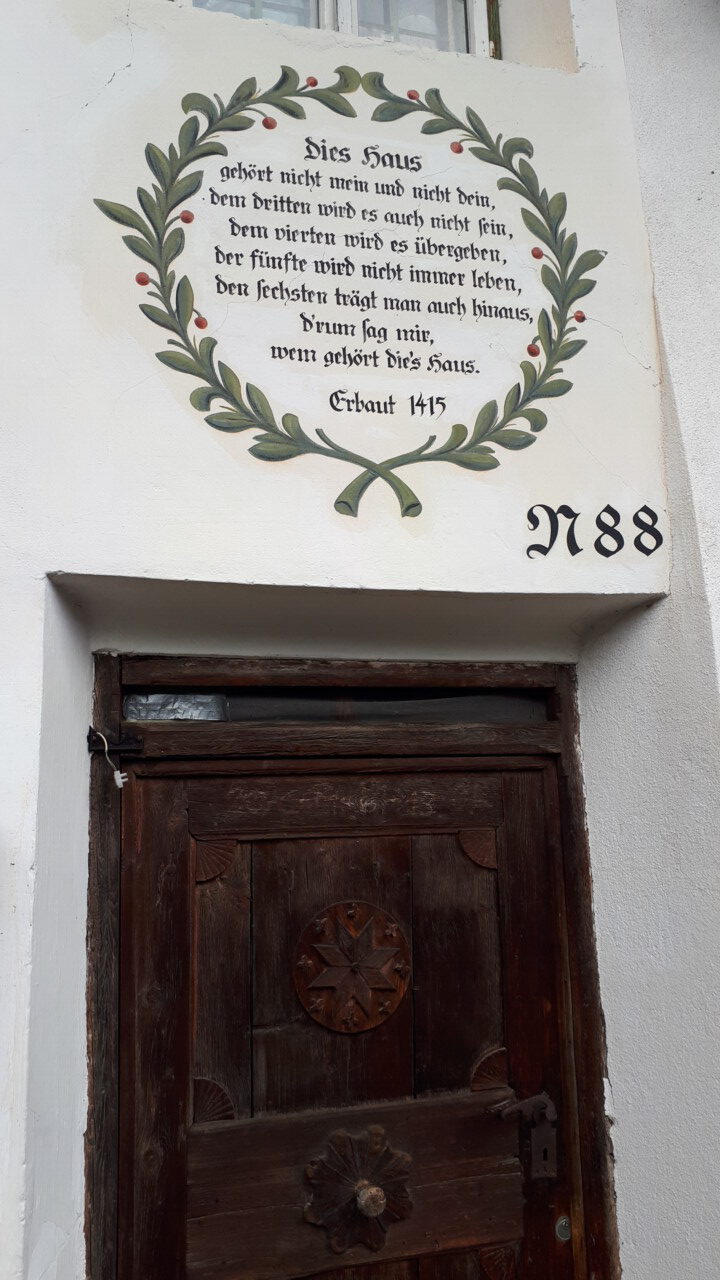 Dies Haus
gehört nicht mein und nicht dein,
dem dritten wird es auch nicht sein,
dem vierten wird es übergeben,
der fünfte wird nicht immer leben,
den sechsten trägt man auch hinaus,
d'rum sag mir,
wem gehört die's Haus.
Erbaut 1415
N 88